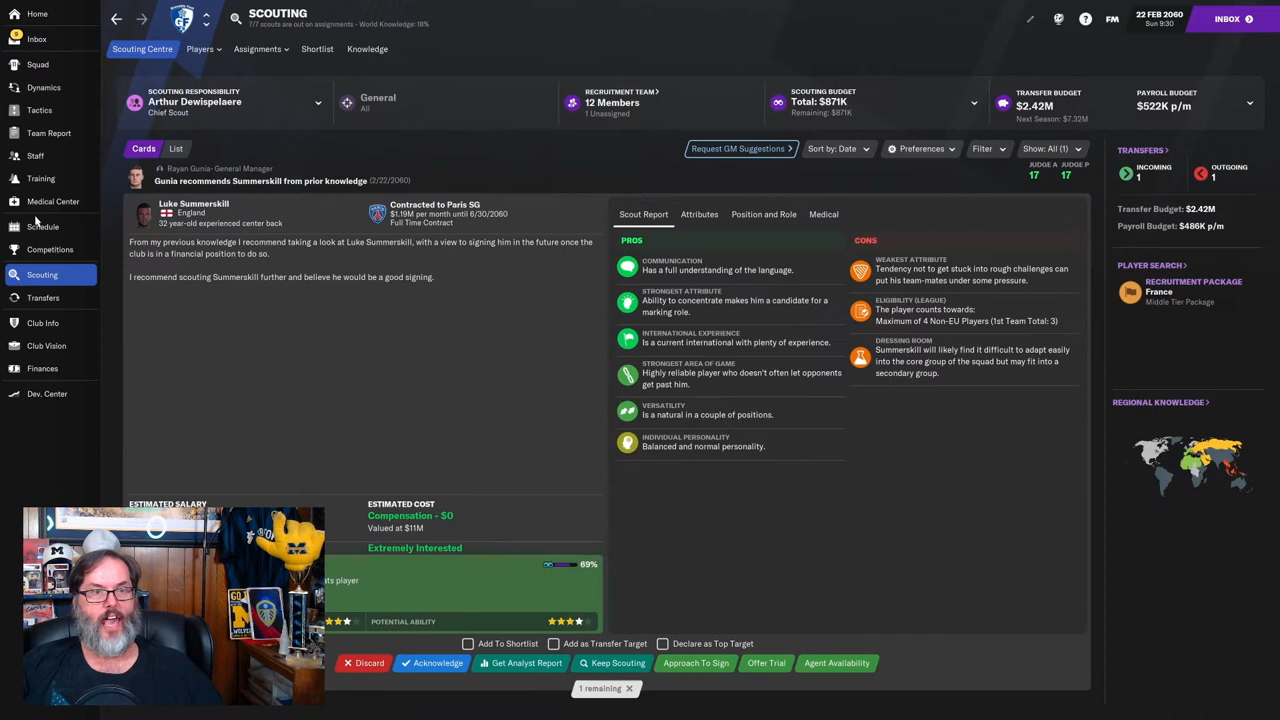 Home
9
Inbox
Squad
Dynamics
Tactics
Team Report
Staff
Training
Medical Center
Schedule
Competitions
Scouting
Transfers
Club Info
Club Vision
Finances
Dev. Center
GF
SCOUTING
7/7 scouts are out on assignments - World Knowledge: 18%
FM
22 FEB 2060
Sun 9:30
INBOX
Scouting Centre
Players
Assignments
Shortlist
Knowledge
SCOUTING RESPONSIBILITY
Arthur Dewispelaere
Chief Scout
General
All
RECRUITMENT TEAM
12 Members
1 Unassigned
SCOUTING BUDGET
Total: $871K
Remaining: $871K
TRANSFER BUDGET
$2.42M
Next Season: $7.32M
PAYROLL BUDGET
$522K p/m
Cards
List
Request GM Suggestions
Sort by: Date
Preferences
Filter
Show: All (1)
Rayan Gunia- General Manager
Gunia recommends Summerskill from prior knowledge (2/22/2060)
JUDGE A
17
JUDGE P
17
Luke Summerskill
England
32 year-old experienced center back
Contracted to Paris SG
$1.19M per month until 6/30/2060
Full Time Contract
From my previous knowledge I recommend taking a look at Luke Summerskill, with a view to signing him in the future once the
club is in a financial position to do so.
I recommend scouting Summerskill further and believe he would be a good signing.
ESTIMATED SALARY
ESTIMATED COST
Compensation - $0
Valued at $11M
Extremely Interested
69%
ats player
POTENTIAL ABILITY
Scout Report
Attributes
Position and Role
Medical
PROS
COMMUNICATION
Has a full understanding of the language.
STRONGEST ATTRIBUTE
Ability to concentrate makes him a candidate for a
marking role.
INTERNATIONAL EXPERIENCE
Is a current international with plenty of experience.
STRONGEST AREA OF GAME
Highly reliable player who doesn't often let opponents
get past him.
VERSATILITY
Is a natural in a couple of positions.
INDIVIDUAL PERSONALITY
Balanced and normal personality.
CONS
WEAKEST ATTRIBUTE
Tendency not to get stuck into rough challenges can
put his team-mates under some pressure.
ELIGIBILITY (LEAGUE)
The player counts towards:
Maximum of 4 Non-EU Players (1st Team Total: 3)
DRESSING ROOM
Summerskill will likely find it difficult to adapt easily
into the core group of the squad but may fit into a
secondary group.
Add To Shortlist
Add as Transfer Target
Declare as Top Target
Discard
Acknowledge
Get Analyst Report
Keep Scouting
Approach To Sign
Offer Trial
Agent Availability
1 remaining
TRANSFERS
INCOMING
1
OUTGOING
1
Transfer Budget: $2.42M
Payroll Budget: $486K p/m
PLAYER SEARCH
RECRUITMENT PACKAGE
France
Middle Tier Package
REGIONAL KNOWLEDGE
M
M
GO
WOLVERINES
M